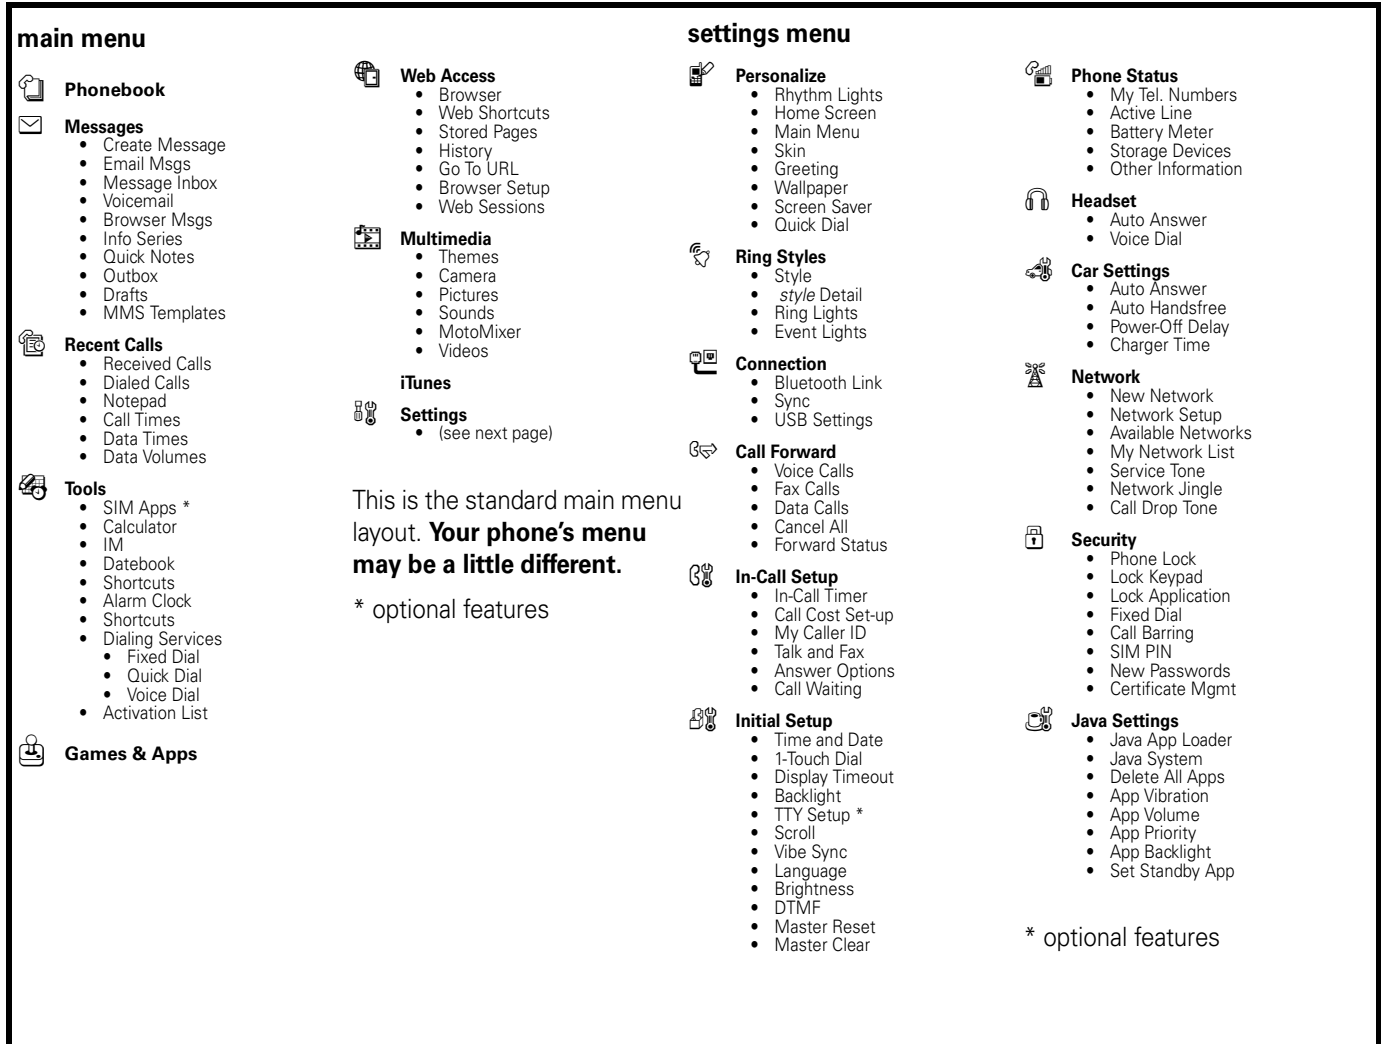 main menu
Phonebook
Messages
• Create Message
• Email Msgs
• Message Inbox
• Voicemail
• Browser Msgs
• Info Series
• Quick Notes
• Outbox
• Drafts
• MMS Templates
Recent Calls
• Received Calls
• Dialed Calls
• Notepad
• Call Times
• Data Times
• Data Volumes
Tools
• SIM Apps *
• Calculator
• IM
• Datebook
• Shortcuts
• Alarm Clock
• Shortcuts
• Dialing Services
• Fixed Dial
• Quick Dial
• Voice Dial
• Activation List
Games & Apps
Web Access
• Browser
• Web Shortcuts
• Stored Pages
• History
• Go To URL
• Browser Setup
• Web Sessions
Multimedia
• Themes
• Camera
• Pictures
• Sounds
• MotoMixer
• Videos
iTunes
Settings
• (see next page)
This is the standard main menu
layout. Your phone’s menu
may be a little different.
* optional features
settings menu
Personalize
• Rhythm Lights
• Home Screen
• Main Menu
• Skin
• Greeting
• Wallpaper
• Screen Saver
• Quick Dial
Ring Styles
• Style
• style Detail
• Ring Lights
• Event Lights
Connection
• Bluetooth Link
• Sync
• USB Settings
Call Forward
• Voice Calls
• Fax Calls
• Data Calls
• Cancel All
• Forward Status
In-Call Setup
• In-Call Timer
• Call Cost Set-up
• My Caller ID
• Talk and Fax
• Answer Options
• Call Waiting
Initial Setup
• Time and Date
• 1-Touch Dial
• Display Timeout
• Backlight
• TTY Setup *
• Scroll
• Vibe Sync
• Language
• Brightness
• DTMF
• Master Reset
• Master Clear
Phone Status
• My Tel. Numbers
• Active Line
• Battery Meter
• Storage Devices
• Other Information
Headset
• Auto Answer
• Voice Dial
Car Settings
• Auto Answer
• Auto Handsfree
• Power-Off Delay
• Charger Time
Network
• New Network
• Network Setup
• Available Networks
• My Network List
• Service Tone
• Network Jingle
• Call Drop Tone
Security
• Phone Lock
• Lock Keypad
• Lock Application
• Fixed Dial
• Call Barring
• SIM PIN
• New Passwords
• Certificate Mgmt
Java Settings
• Java App Loader
• Java System
• Delete All Apps
• App Vibration
• App Volume
• App Priority
• App Backlight
• Set Standby App
* optional features